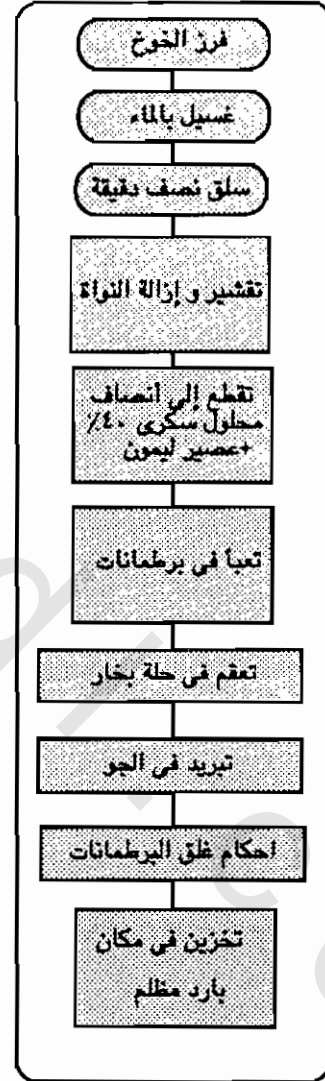 فرز الخوخ
غسيل بالماء
سلق نصف دقيقة
تقشير و إزالة النواة
تقطع إلى أنصاف
محلول سكرى ٤٠٪
+عصير ليمون
تعبأ فى برطمانات
تعقم فى حلة بخار
تبريد فى الجو
احكام غلق البرطمانات
تخزين فى مكان
بارد مظلم